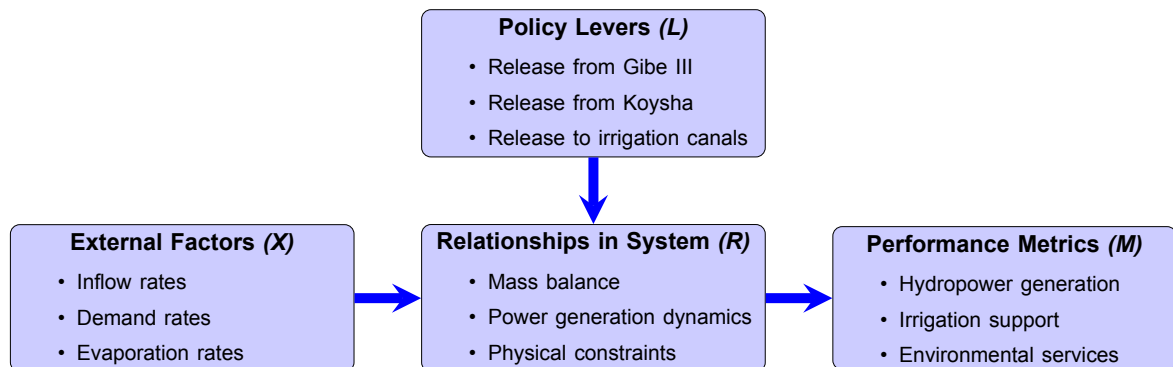 Policy Levers (L)
• Release from Gibe III
• Release from Koysha
• Release to irrigation canals
External Factors (X)
• Inflow rates
• Demand rates
• Evaporation rates
Relationships in System (R)
• Mass balance
• Power generation dynamics
• Physical constraints
Performance Metrics (M)
• Hydropower generation
• Irrigation support
• Environmental services